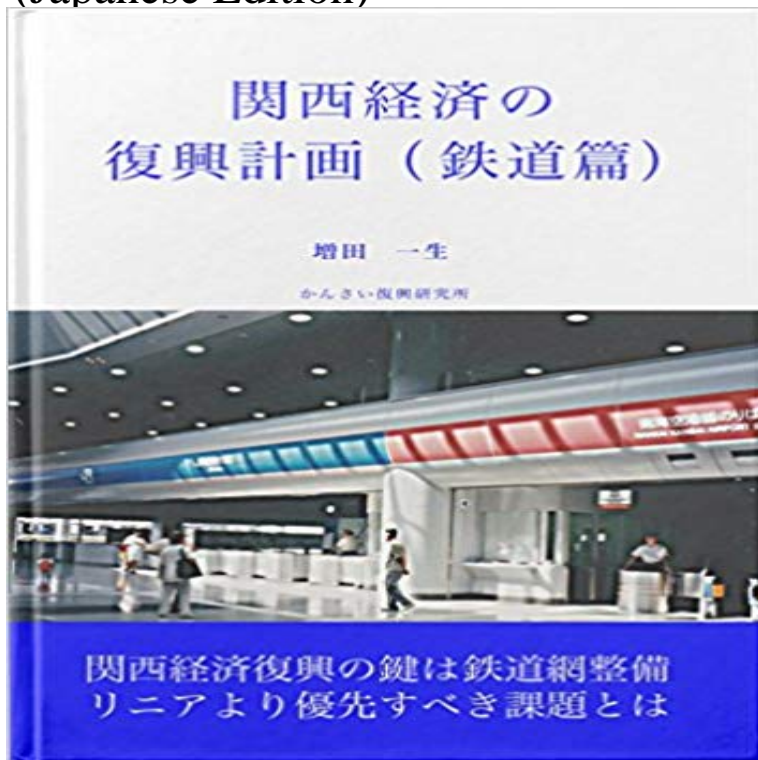 (Japanese Edition)
関西経済の
復興計画（鉄道篇）
増田　一生
かんさい復興研究所
関西経済復興の鍵は鉄道網整備
リニアより優先すべき課題とは